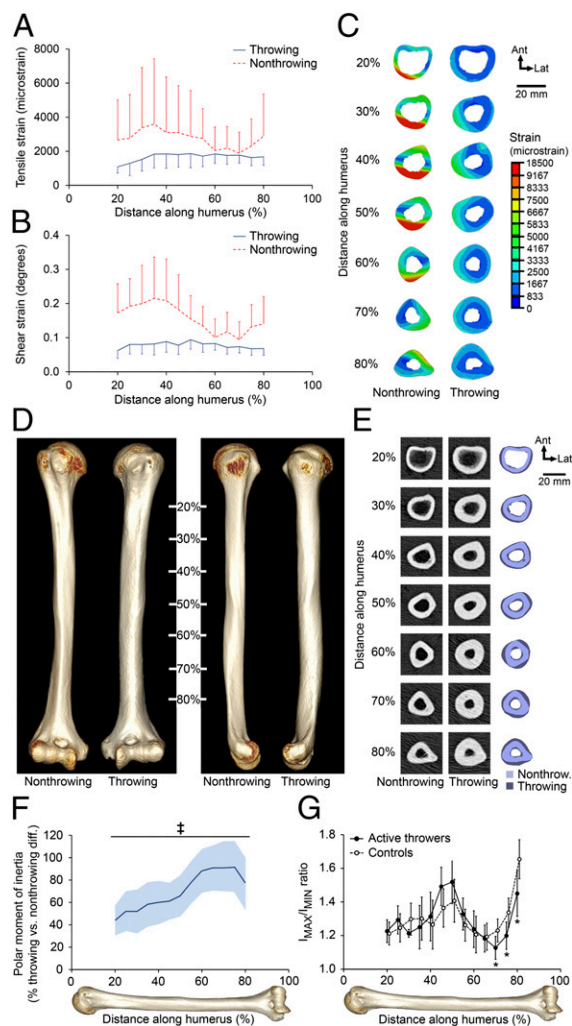 A
Tensile strain (microstrain)
8000
6000
4000
2000
0
Throwing
Nonthrowing
0 20 40 60 80 100
Distance along humerus (%)
B
Shear strain (degrees)
0.4
0.3
0.2
0.1
0.0
Throwing
Nonthrowing
0 20 40 60 80 100
Distance along humerus (%)
C
Ant
Lat
20 mm
Distance along humerus (%)
20%
30%
40%
50%
60%
70%
80%
Nonthrowing Throwing
Strain
(microstrain)
18500
9167
8333
7500
6667
5833
5000
4167
3333
2500
1667
833
0
D
20%
30%
40%
50%
60%
70%
80%
Nonthrowing Throwing
Nonthrowing Throwing
E
Ant
Lat
20 mm
Distance along humerus (%)
20%
30%
40%
50%
60%
70%
80%
Nonthrowing Throwing
Nonthrow.
Throwing
F
Polar moment of inertia
(% throwing vs. nonthrowing diff.)
120
100
80
60
40
20
0
‡
0 20 40 60 80 100
Distance along humerus (%)
G
IMAX/IMIN ratio
1.8
1.6
1.4
1.2
1.0
Active throwers
Controls
* * *
0 20 40 60 80 100
Distance along humerus (%)